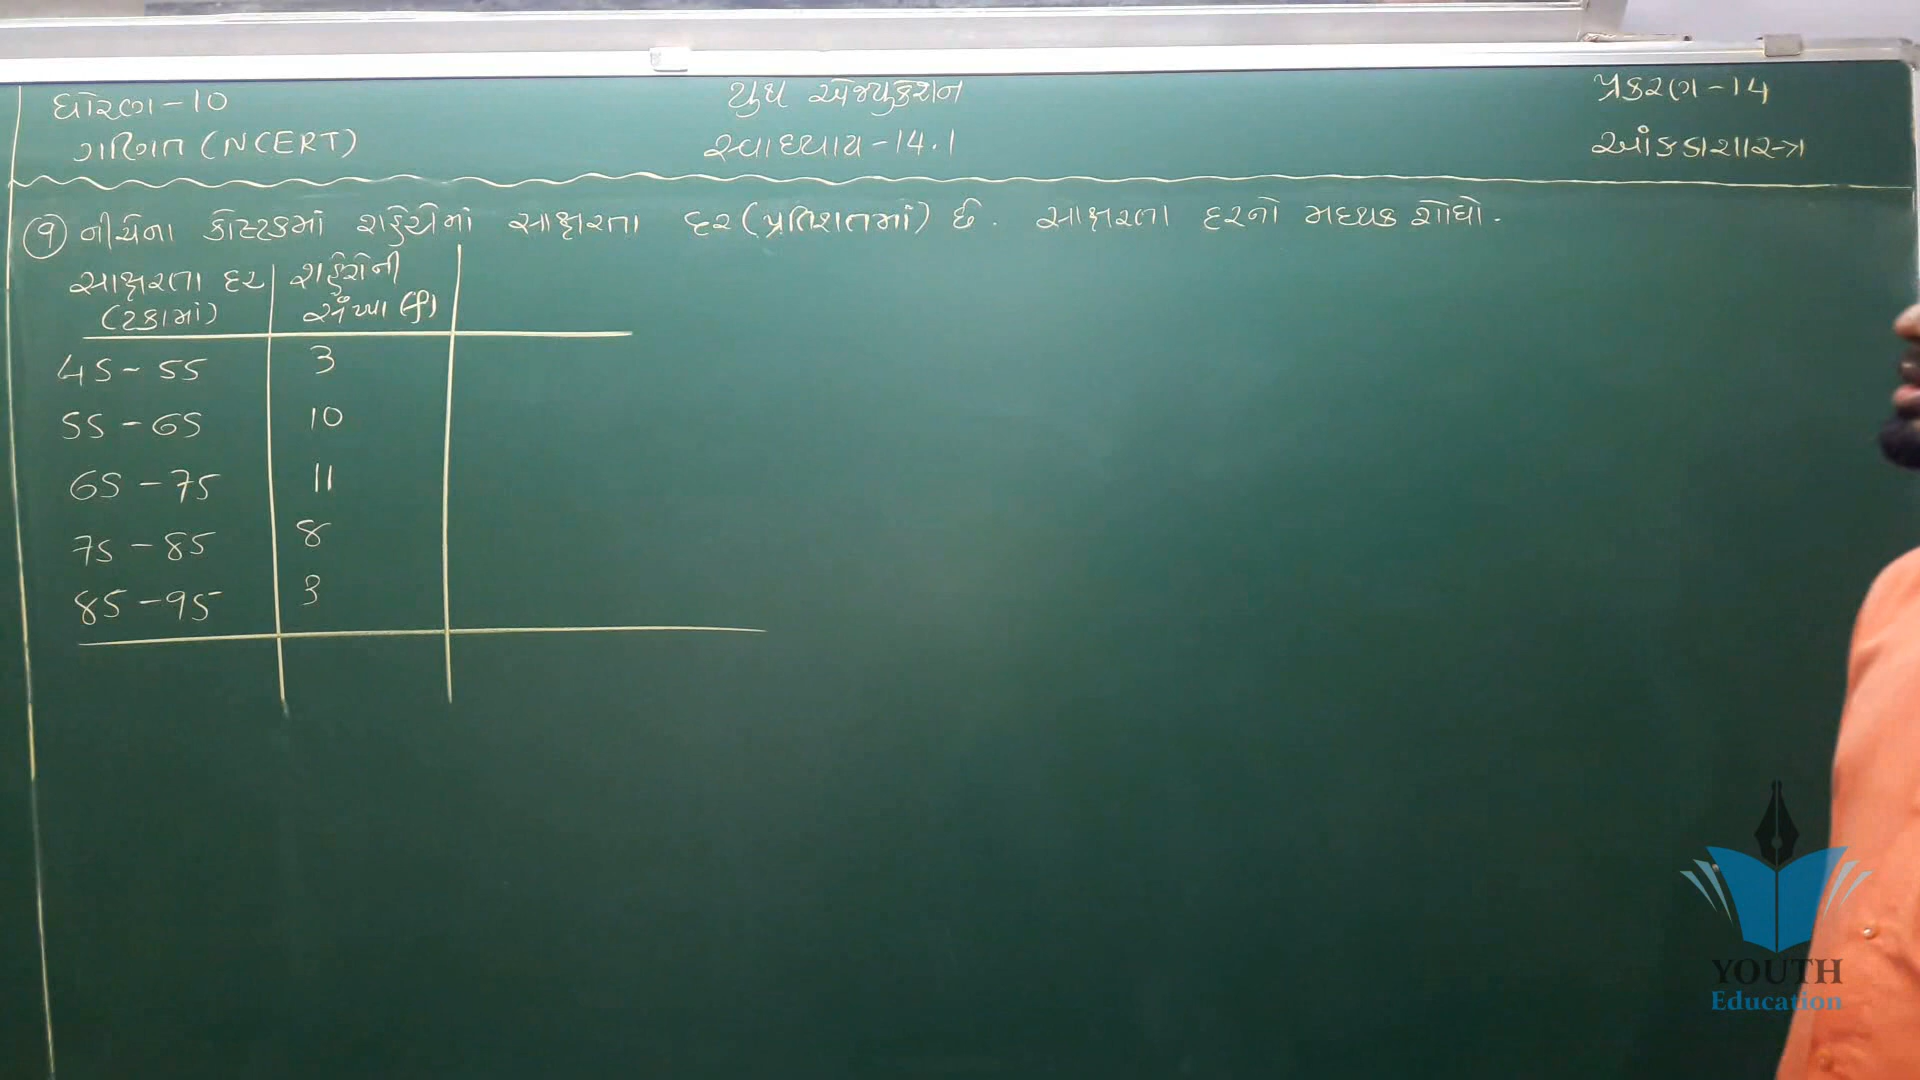 ધોરણ-10
ગણિત (NCERT)
યુથ એજ્યુકેશન
સ્વાધ્યાય-14.1
પ્રકરણ-14
આંકડાશાસ્ત્ર
(9) નીચેના કોષ્ટકમાં શહેરોમાં સાક્ષરતા દર (પ્રતિશતમાં) છે. સાક્ષરતા દરનો મધ્યક શોધો.
સાક્ષરતા દર શહેરોની
(ટકામાં) સંખ્યા (f)
45-55 3
55-65 10
65-75 11
75-85 8
85-95 3
YOUTH
Education